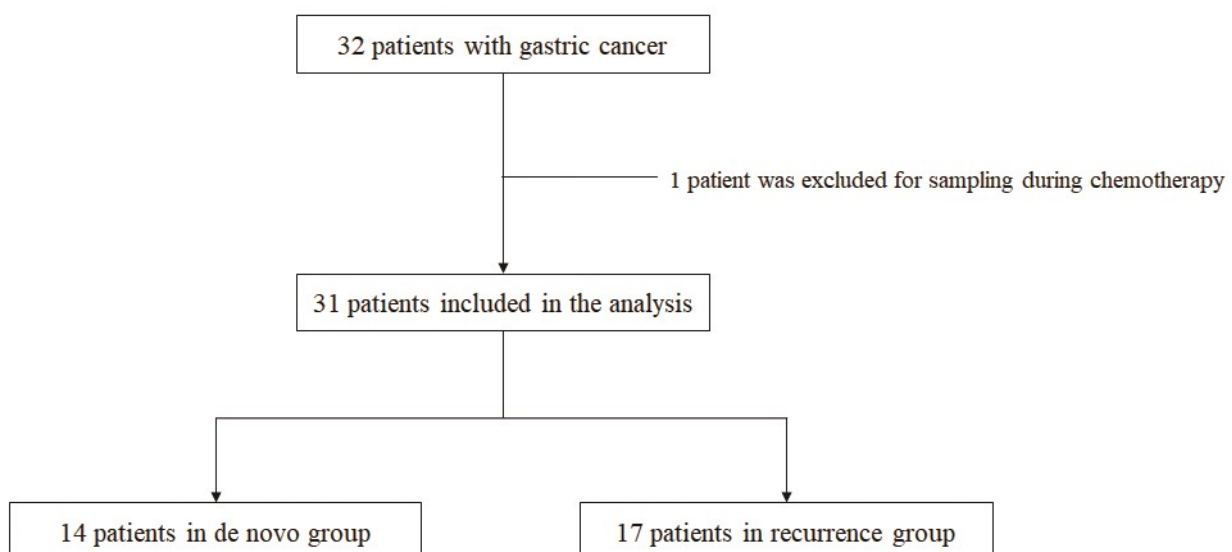 32 patients with gastric cancer
1 patient was excluded for sampling during chemotherapy
31 patients included in the analysis
14 patients in de novo group
17 patients in recurrence group